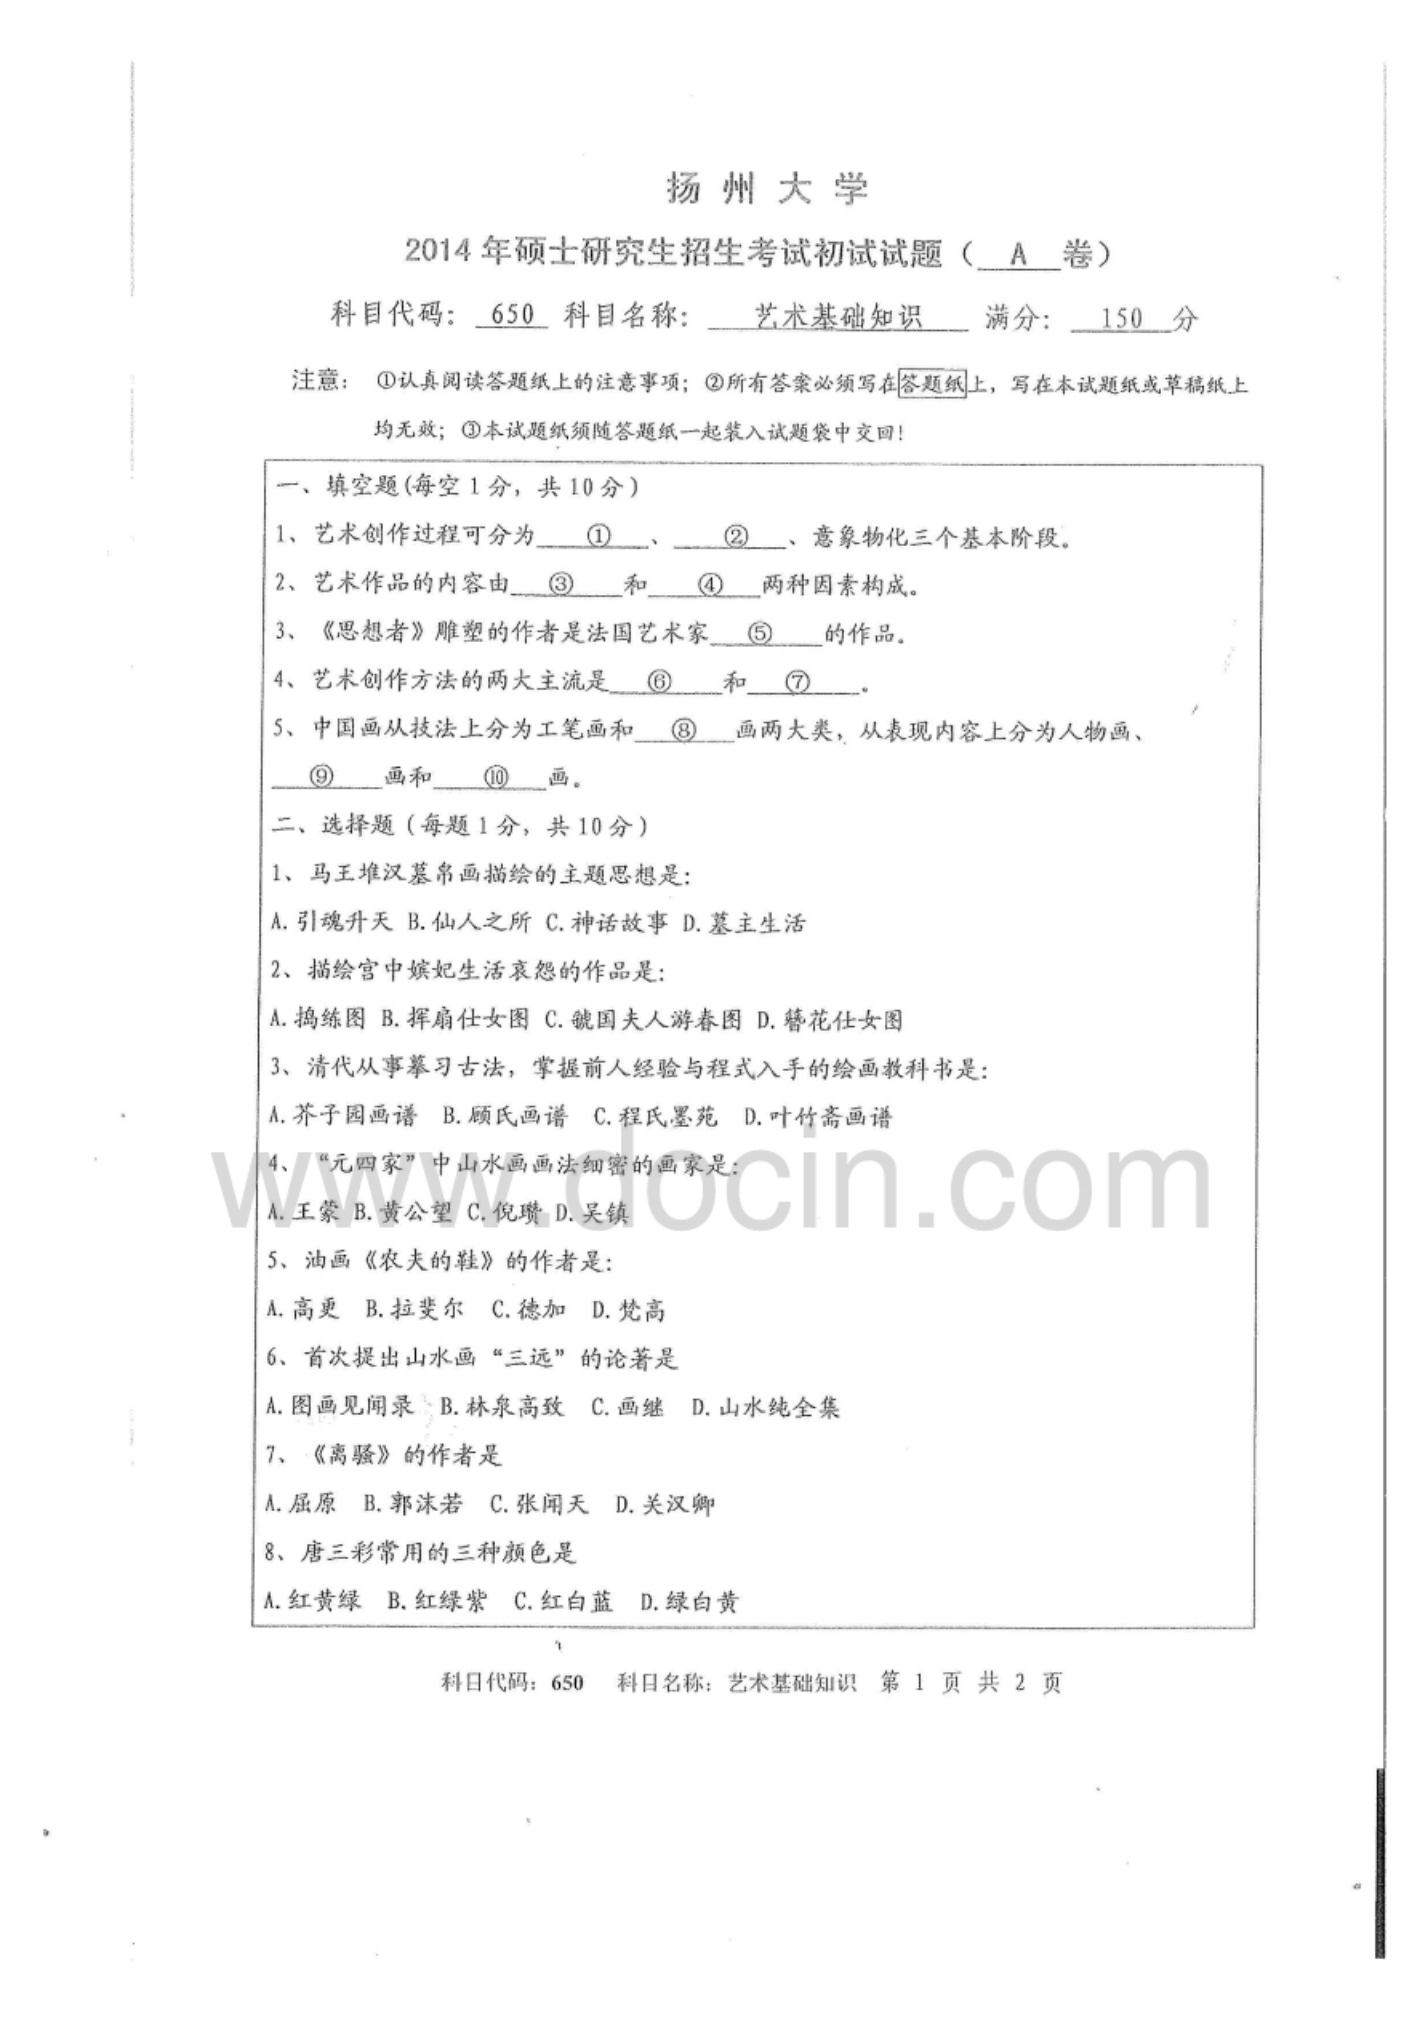 扬州大学
2014年硕士研究生招生考试初试试题（ A 卷）
科目代码： 650 科目名称： 艺术基础知识 满分： 150 分
注意： ①认真阅读答题纸上的注意事项；②所有答案必须写在答题纸上，写在本试题纸或草稿纸上
均无效；③本试题纸须随答题纸一起装入试题袋中交回！
一、填空题(每空1分，共10分）
1、艺术创作过程可分为 ① 、 ② 、意象物化三个基本阶段。
2、艺术作品的内容由 ③ 和 ④ 两种因素构成。
3、《思想者》雕塑的作者是法国艺术家 ⑤ 的作品。
4、艺术创作方法的两大主流是 ⑥ 和 ⑦ 。
5、中国画从技法上分为工笔画和 ⑧ 画两大类，从表现内容上分为人物画、
⑨ 画和 ⑩ 画。
二、选择题（每题1分，共10分）
1、马王堆汉墓帛画描绘的主题思想是：
A.引魂升天 B.仙人之所 C.神话故事 D.墓主生活
2、描绘宫中嫔妃生活哀怨的作品是：
A.捣练图 B.挥扇仕女图 C.虢国夫人游春图 D.簪花仕女图
3、清代从事摹习古法，掌握前人经验与程式入手的绘画教科书是：
A.芥子园画谱 B.顾氏画谱 C.程氏墨苑 D.叶竹斋画谱
4、“元四家”中山水画画法细密的画家是：
www.docin.com
A.王蒙 B.黄公望 C.倪瓒 D.吴镇
5、油画《农夫的鞋》的作者是：
A.高更 B.拉斐尔 C.德加 D.梵高
6、首次提出山水画“三远”的论著是
A.图画见闻录 B.林泉高致 C.画继 D.山水纯全集
7、《离骚》的作者是
A.屈原 B.郭沫若 C.张闻天 D.关汉卿
8、唐三彩常用的三种颜色是
A.红黄绿 B.红绿紫 C.红白蓝 D.绿白黄
科目代码：650 科目名称：艺术基础知识 第 1 页 共 2 页